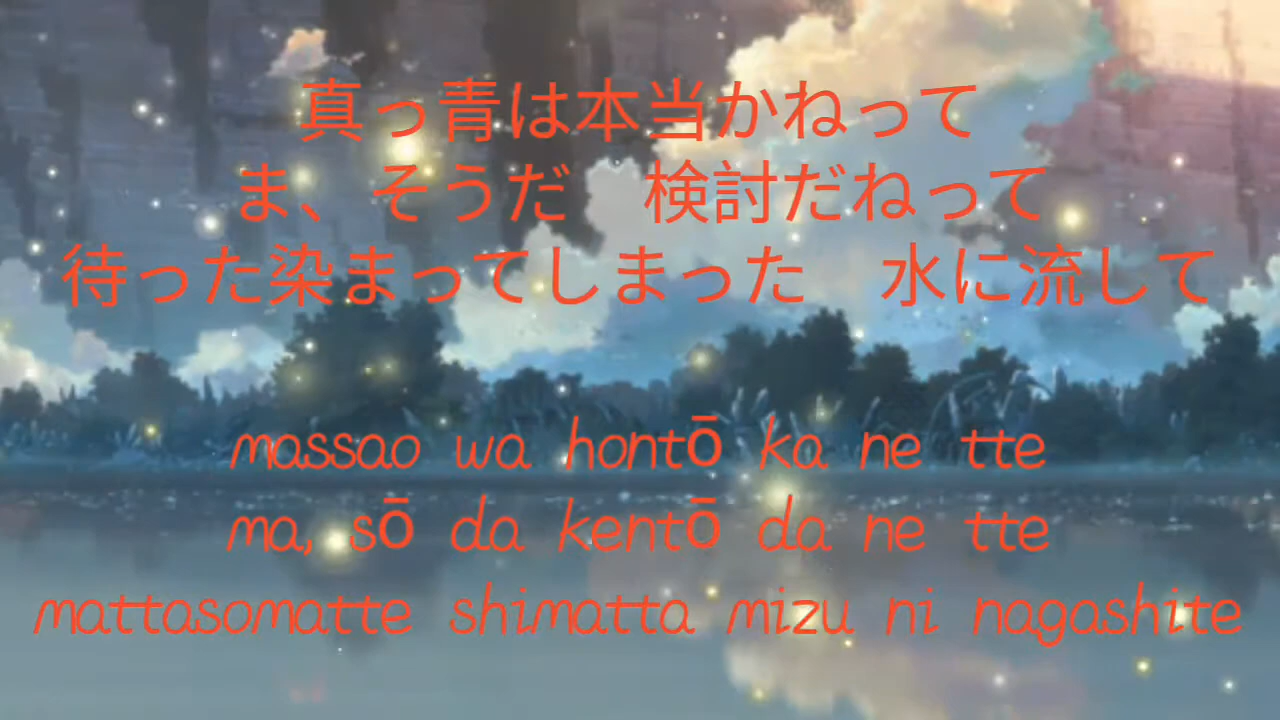 真っ青は本当かねって
ま、そうだ　検討だねって
待った染まってしまった　水に流して
massao wa hontō ka ne tte
ma, sō da kentō da ne tte
mattasomatte shimatta mizu ni nagashite